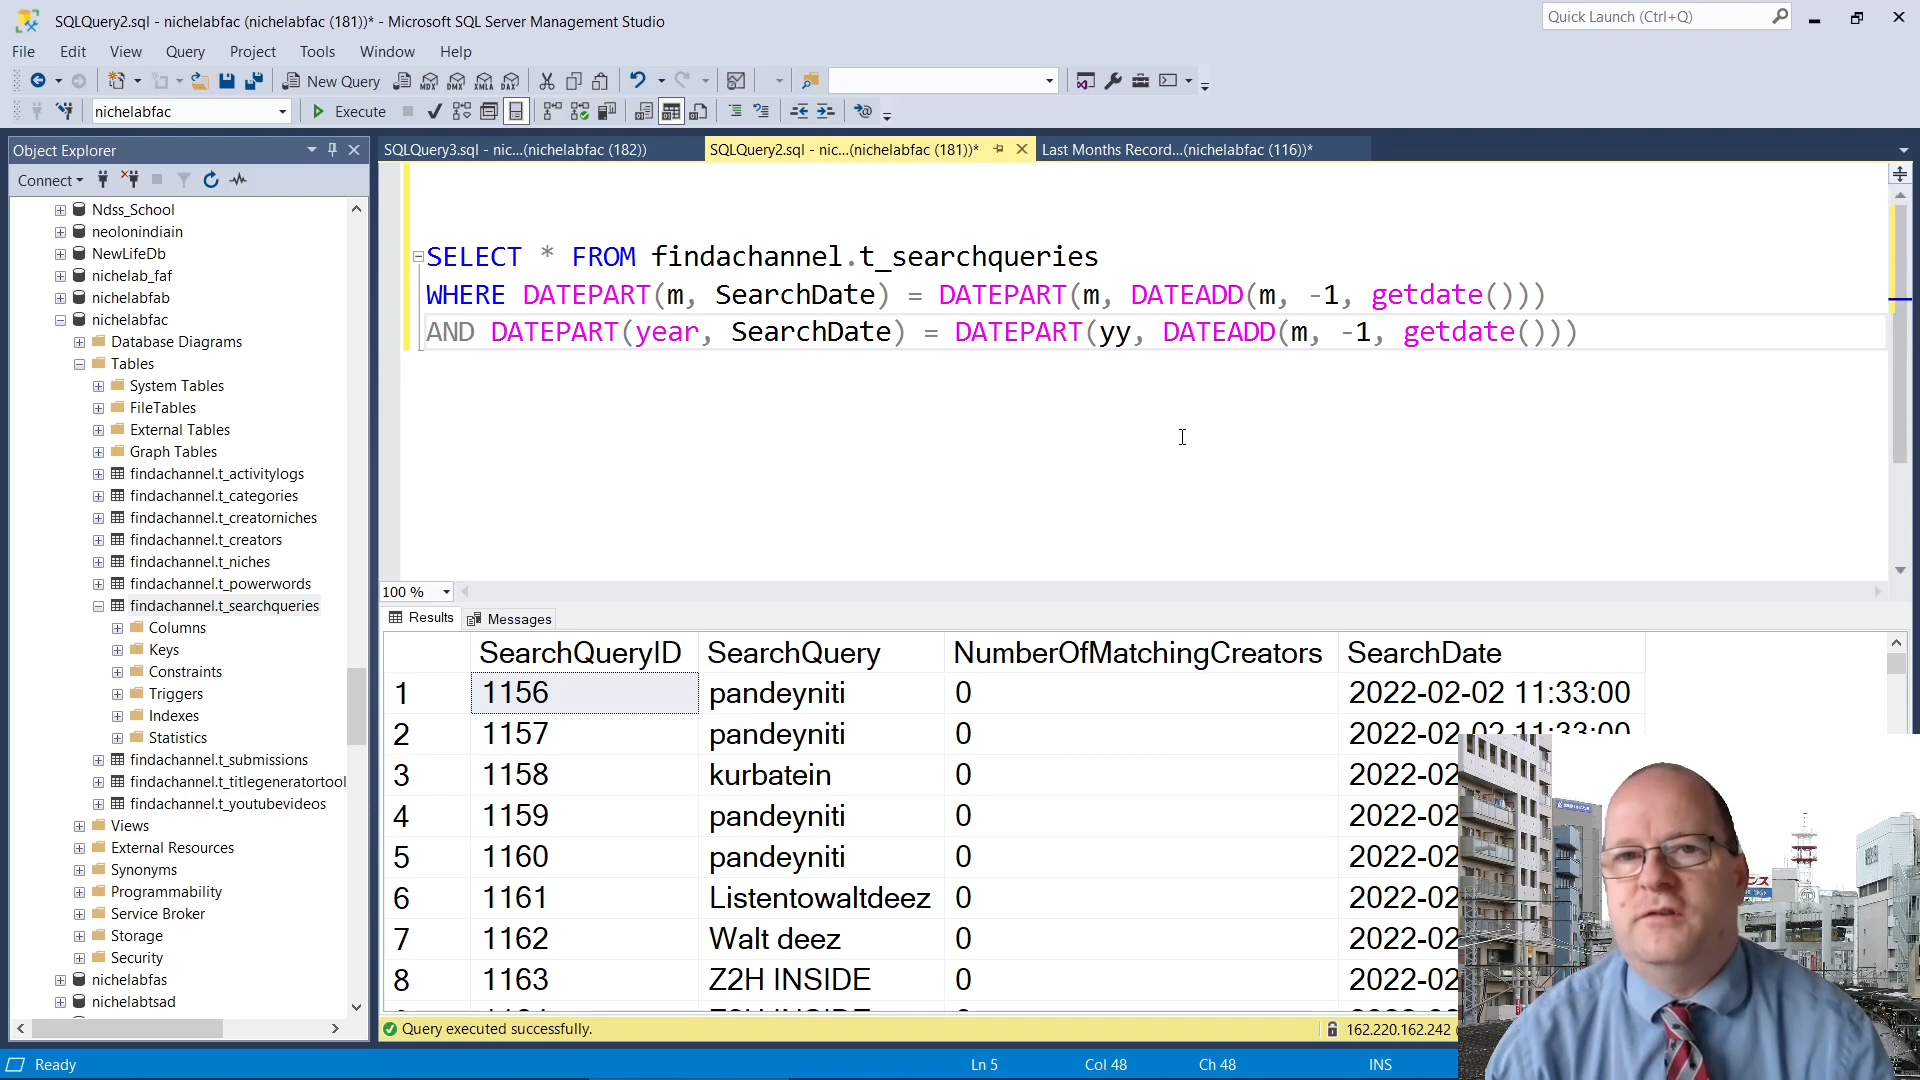 SQLQuery2.sql - nichelabfac (nichelabfac (181))* - Microsoft SQL Server Management Studio
Quick Launch (Ctrl+Q)
File Edit View Query Project Tools Window Help
New Query
MDX DMX XMLA DAX
nichelabfac
Execute
Object Explorer
SQLQuery3.sql - nic...(nichelabfac (182))
SQLQuery2.sql - nic...(nichelabfac (181))*
Last Months Record...(nichelabfac (116))*
Connect
Ndss_School
neolonindiain
NewLifeDb
nichelab_faf
nichelabfab
nichelabfac
Database Diagrams
Tables
System Tables
FileTables
External Tables
Graph Tables
findachannel.t_activitylogs
findachannel.t_categories
findachannel.t_creatorniches
findachannel.t_creators
findachannel.t_niches
findachannel.t_powerwords
findachannel.t_searchqueries
Columns
Keys
Constraints
Triggers
Indexes
Statistics
findachannel.t_submissions
findachannel.t_titlegeneratortool
findachannel.t_youtubevideos
Views
External Resources
Synonyms
Programmability
Service Broker
Storage
Security
nichelabfas
nichelabtsad
SELECT * FROM findachannel.t_searchqueries
WHERE DATEPART(m, SearchDate) = DATEPART(m, DATEADD(m, -1, getdate()))
AND DATEPART(year, SearchDate) = DATEPART(yy, DATEADD(m, -1, getdate()))
100 %
Results Messages
SearchQueryID SearchQuery NumberOfMatchingCreators SearchDate
1 1156 pandeyniti 0 2022-02-02 11:33:00
2 1157 pandeyniti 0 2022-02-02 11:33:00
3 1158 kurbatein 0 2022-02
4 1159 pandeyniti 0 2022-02
5 1160 pandeyniti 0 2022-02
6 1161 Listentowaltdeez 0 2022-02
7 1162 Walt deez 0 2022-02
8 1163 Z2H INSIDE 0 2022-02
Query executed successfully.
162.220.162.242
Ready
Ln 5
Col 48
Ch 48
INS